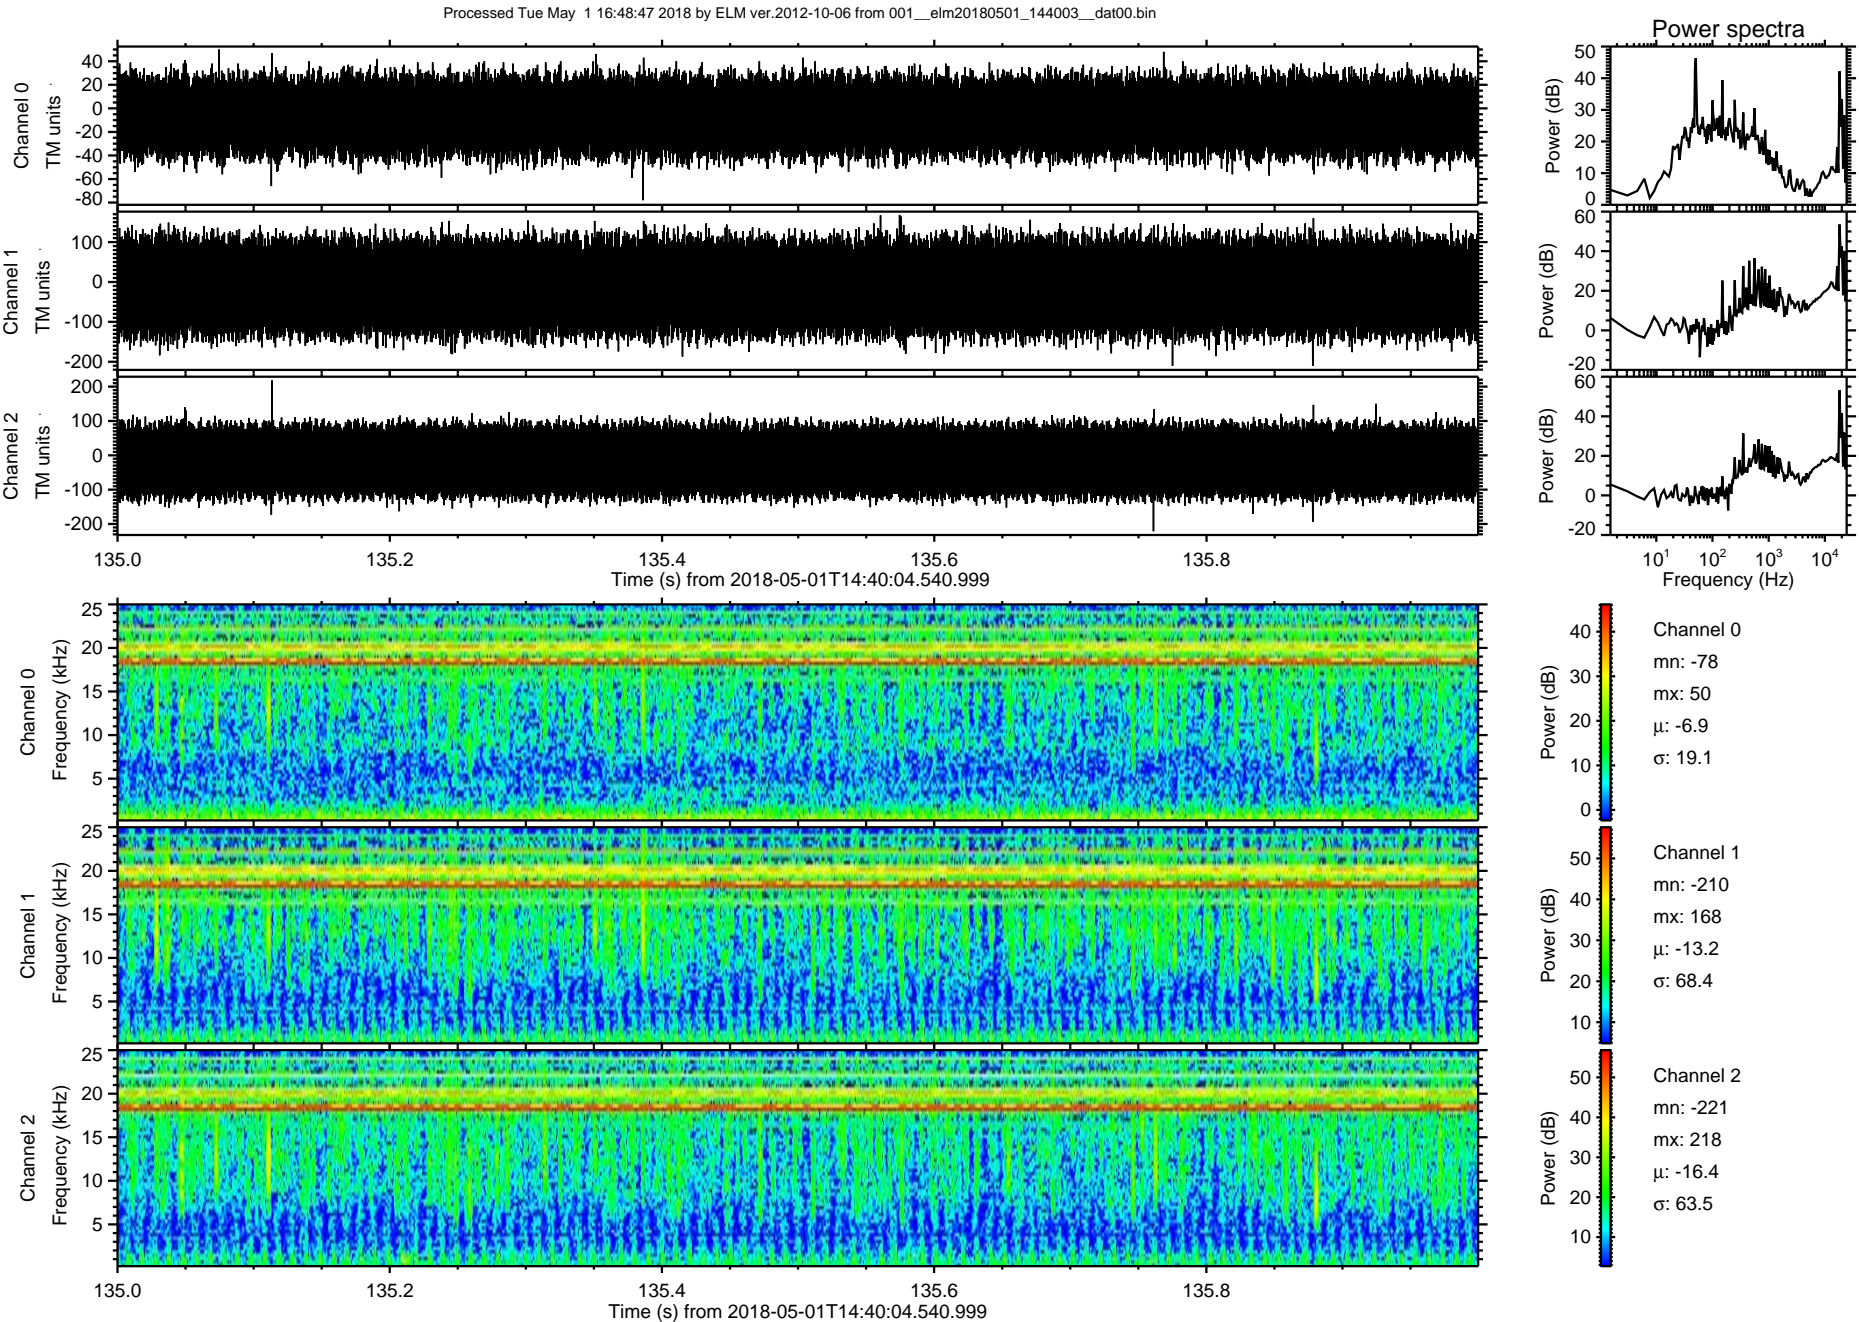 Processed Tue May  1 16:48:47 2018 by ELM ver.2012-10-06 from 001__elm20180501_144003__dat00.bin
Power spectra
Channel 0
TM units
40
20
0
-20
-40
-60
-80
Power (dB)
50
40
30
20
10
0
Channel 1
TM units
100
0
-100
-200
Power (dB)
60
40
20
0
-20
Channel 2
TM units
200
100
0
-100
-200
Power (dB)
60
40
20
0
-20
135.0 135.2 135.4 135.6 135.8
Time (s) from 2018-05-01T14:40:04.540.999
10^1 10^2 10^3 10^4
Frequency (Hz)
Channel 0
Frequency (kHz)
25
20
15
10
5
Power (dB)
40
30
20
10
0
Channel 0
mn: -78
mx: 50
μ: -6.9
σ: 19.1
Channel 1
Frequency (kHz)
25
20
15
10
5
Power (dB)
50
40
30
20
10
Channel 1
mn: -210
mx: 168
μ: -13.2
σ: 68.4
Channel 2
Frequency (kHz)
25
20
15
10
5
Power (dB)
50
40
30
20
10
Channel 2
mn: -221
mx: 218
μ: -16.4
σ: 63.5
135.0 135.2 135.4 135.6 135.8
Time (s) from 2018-05-01T14:40:04.540.999